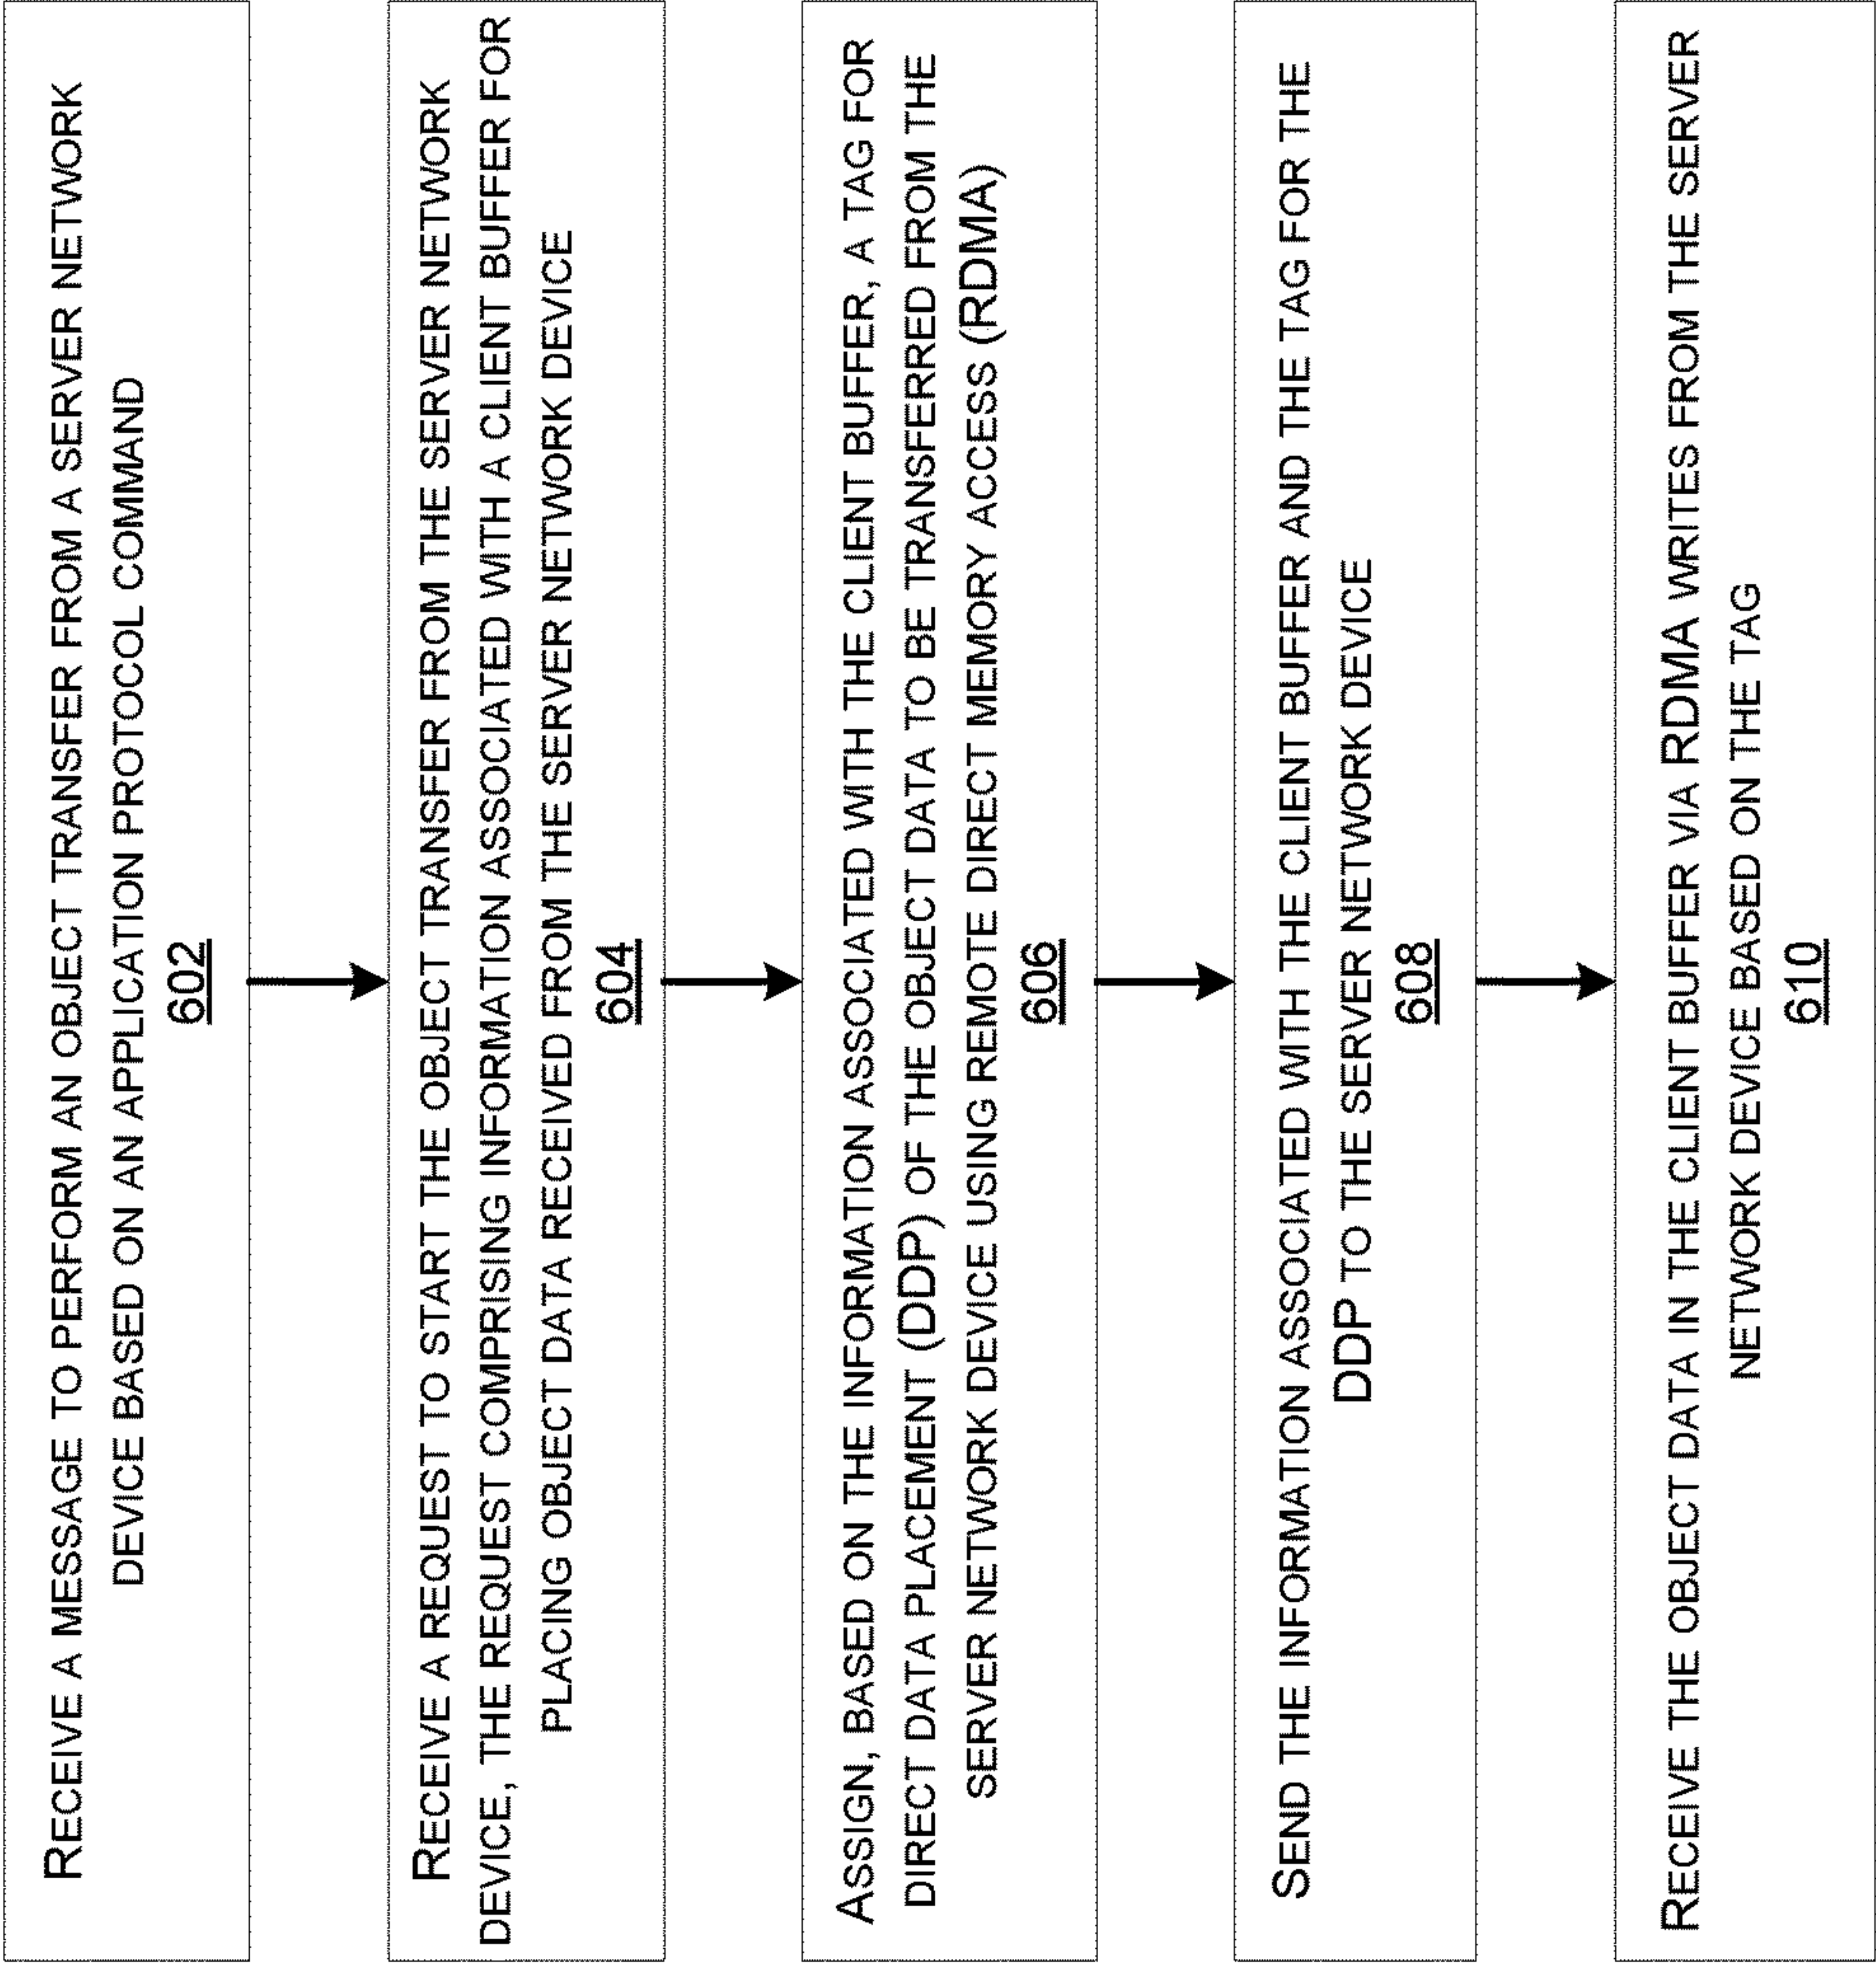 RECEIVE A MESSAGE TO PERFORM AN OBJECT TRANSFER FROM A SERVER NETWORK
DEVICE BASED ON AN APPLICATION PROTOCOL COMMAND
602
RECEIVE A REQUEST TO START THE OBJECT TRANSFER FROM THE SERVER NETWORK
DEVICE, THE REQUEST COMPRISING INFORMATION ASSOCIATED WITH A CLIENT BUFFER FOR
PLACING OBJECT DATA RECEIVED FROM THE SERVER NETWORK DEVICE
604
ASSIGN, BASED ON THE INFORMATION ASSOCIATED WITH THE CLIENT BUFFER, A TAG FOR
DIRECT DATA PLACEMENT (DDP) OF THE OBJECT DATA TO BE TRANSFERRED FROM THE
SERVER NETWORK DEVICE USING REMOTE DIRECT MEMORY ACCESS (RDMA)
606
SEND THE INFORMATION ASSOCIATED WITH THE CLIENT BUFFER AND THE TAG FOR THE
DDP TO THE SERVER NETWORK DEVICE
608
RECEIVE THE OBJECT DATA IN THE CLIENT BUFFER VIA RDMA WRITES FROM THE SERVER
NETWORK DEVICE BASED ON THE TAG
610